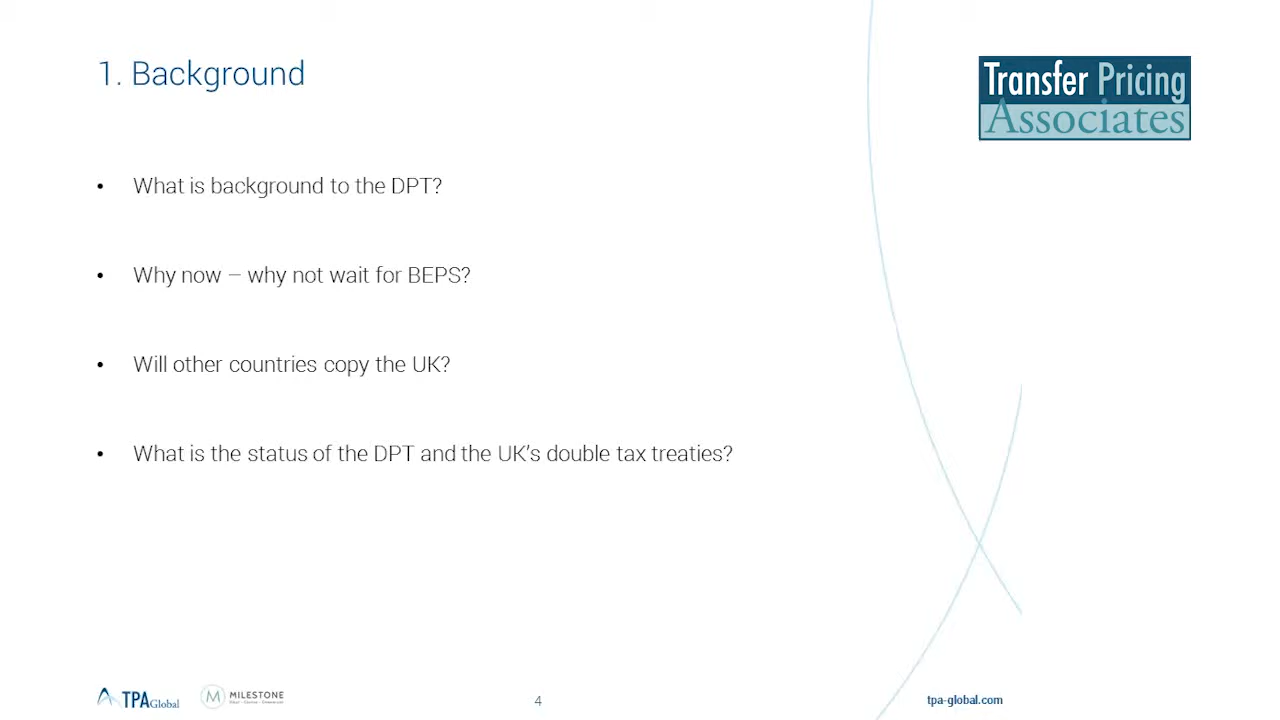 1. Background
Transfer Pricing
Associates
• What is background to the DPT?
• Why now – why not wait for BEPS?
• Will other countries copy the UK?
• What is the status of the DPT and the UK's double tax treaties?
TPA Global
M MILESTONE
4
tpa-global.com